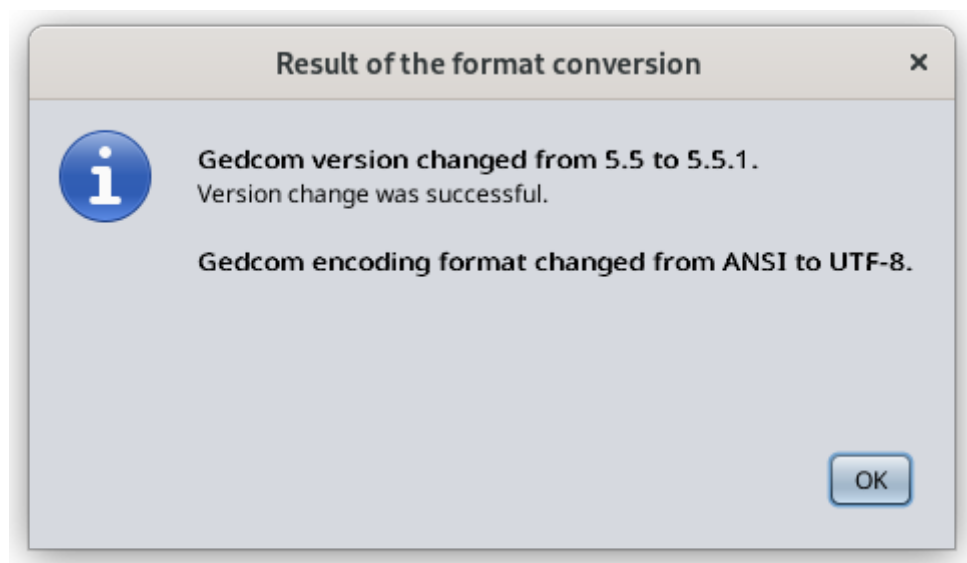 Result of the format conversion
×
i
Gedcom version changed from 5.5 to 5.5.1.
Version change was successful.
Gedcom encoding format changed from ANSI to UTF-8.
OK